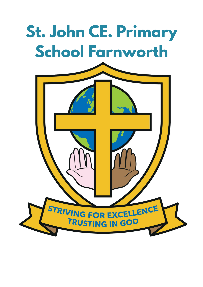 St. John CE. Primary
School Farnworth
STRIVING FOR EXCELLENCE
TRUSTING IN GOD